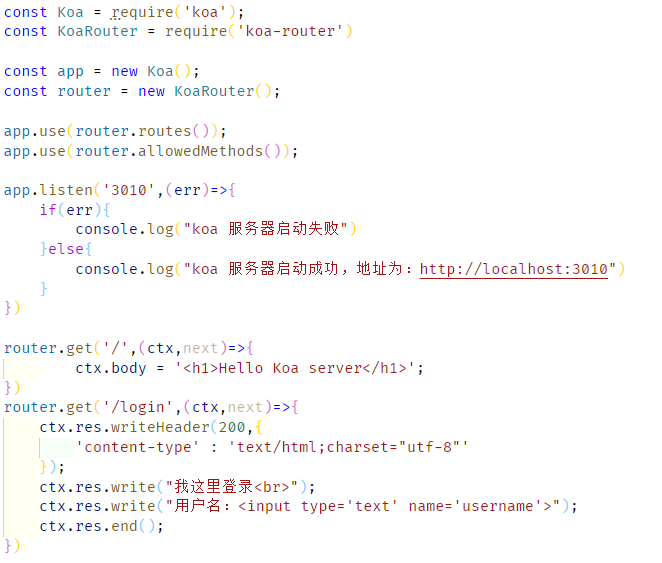 const Koa = require('koa');
const KoaRouter = require('koa-router')
const app = new Koa();
const router = new KoaRouter();
app.use(router.routes());
app.use(router.allowedMethods());
app.listen('3010',(err)=>{
    if(err){
        console.log("koa 服务器启动失败")
    }else{
        console.log("koa 服务器启动成功，地址为：http://localhost:3010")
    }
})
router.get('/',(ctx,next)=>{
        ctx.body = '<h1>Hello Koa server</h1>';
})
router.get('/login',(ctx,next)=>{
    ctx.res.writeHeader(200,{
        'content-type' : 'text/html;charset="utf-8"'
    });
    ctx.res.write("我这里登录<br>");
    ctx.res.write("用户名：<input type='text' name='username'>");
    ctx.res.end();
})